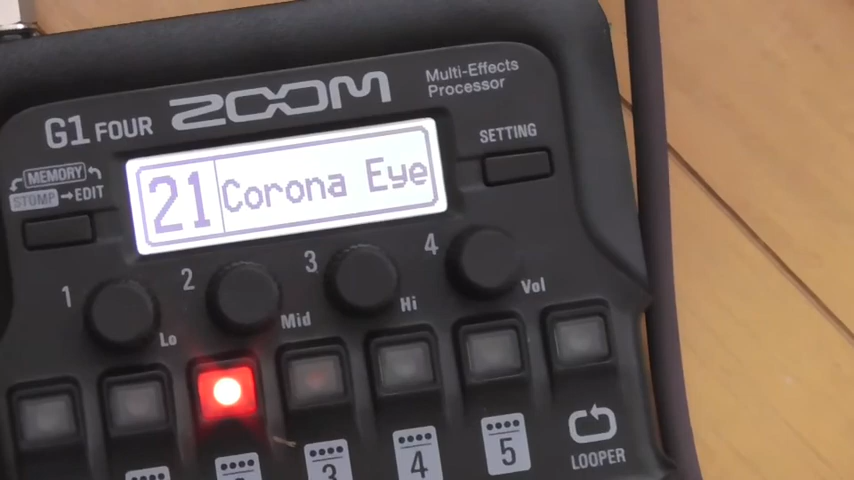 G1 FOUR ZOOM Multi-Effects
Processor
MEMORY
STOMP → EDIT
SETTING
21 Corona Eye
1 2 3 4
Lo Mid Hi Vol
3 4 5
LOOPER